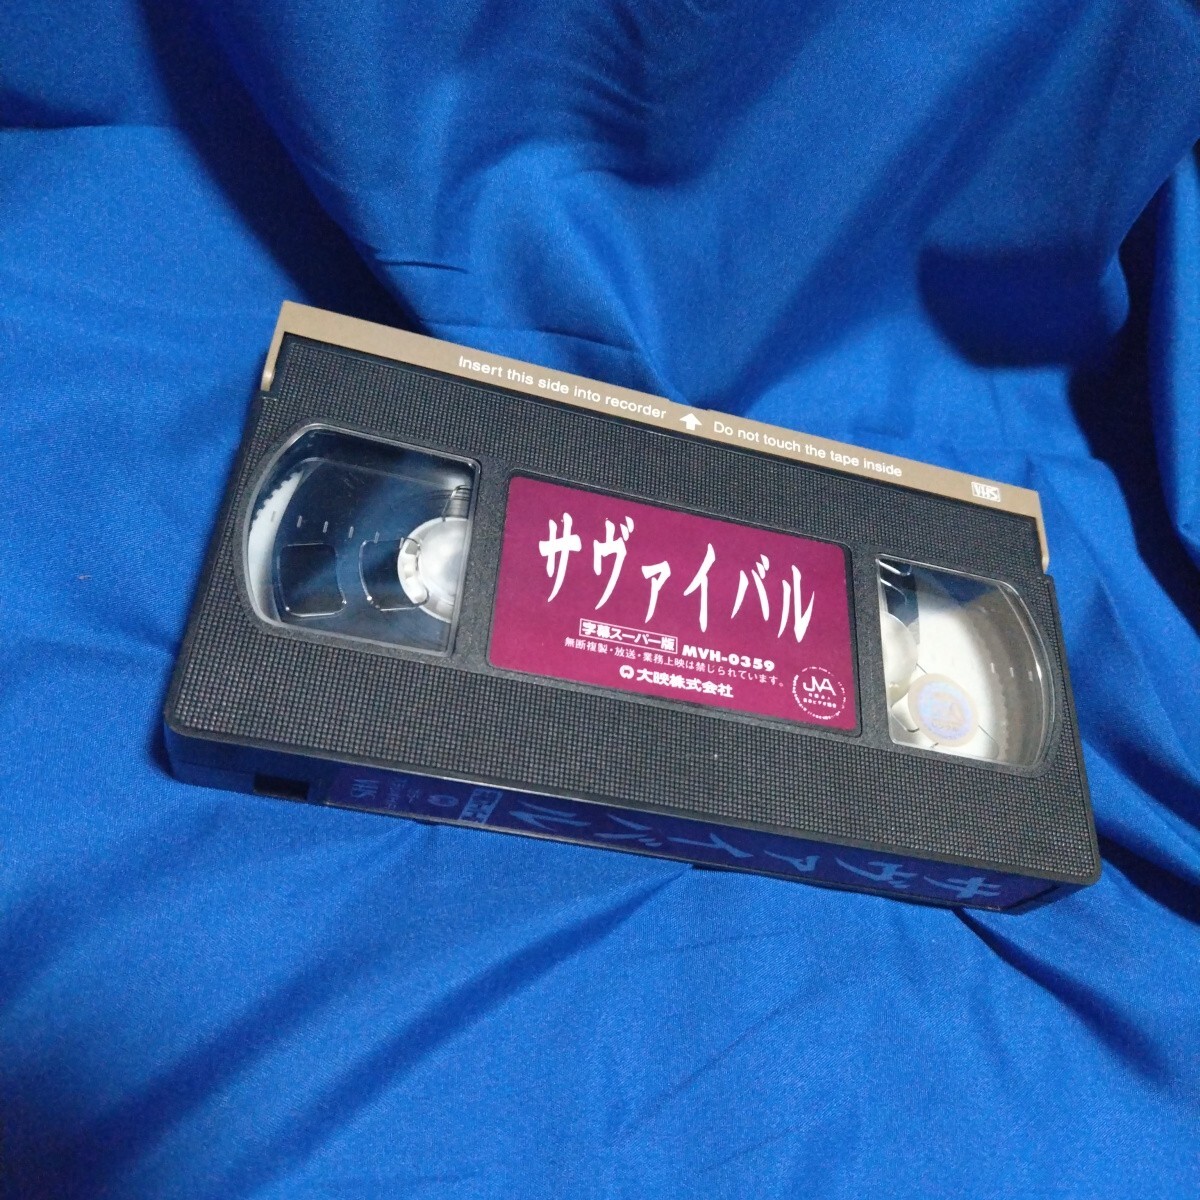 Insert this side into recorder ↑ Do not touch the tape inside
VHS
サヴァイバル
字幕スーパー版 MVH-0359
無断複製・放送・業務上映は禁じられています。
大映株式会社
JVA
サヴァイバル
VHS